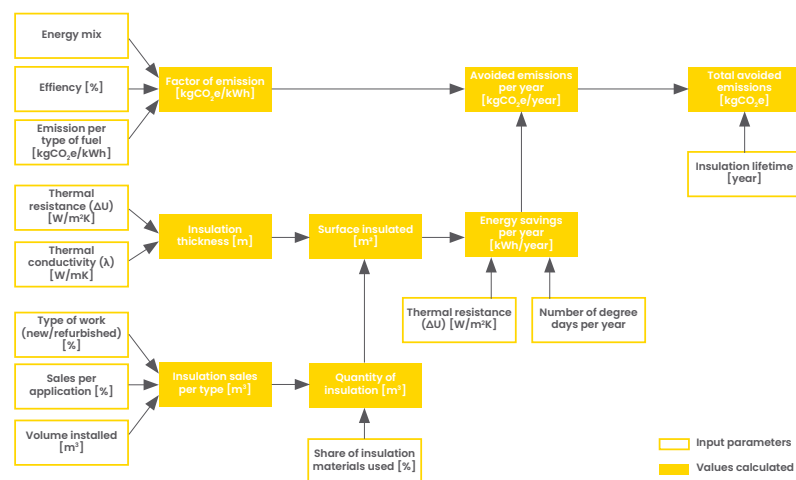 Energy mix
Effiency [%]
Emission per
type of fuel
[kgCO₂e/kWh]
Factor of emission
[kgCO₂e/kWh]
Avoided emissions
per year
[kgCO₂e/year]
Total avoided
emissions
[kgCO₂e]
Insulation lifetime
[year]
Thermal
resistance (ΔU)
[W/m²K]
Thermal
conductivity (λ)
[W/mK]
Insulation
thickness [m]
Surface insulated
[m²]
Energy savings
per year
[kWh/year]
Thermal resistance
(ΔU) [W/m²K]
Number of degree
days per year
Type of work
(new/refurbished)
[%]
Sales per
application [%]
Volume installed
[m³]
Insulation sales
per type [m³]
Quantity of
insulation [m³]
Share of insulation
materials used [%]
Input parameters
Values calculated